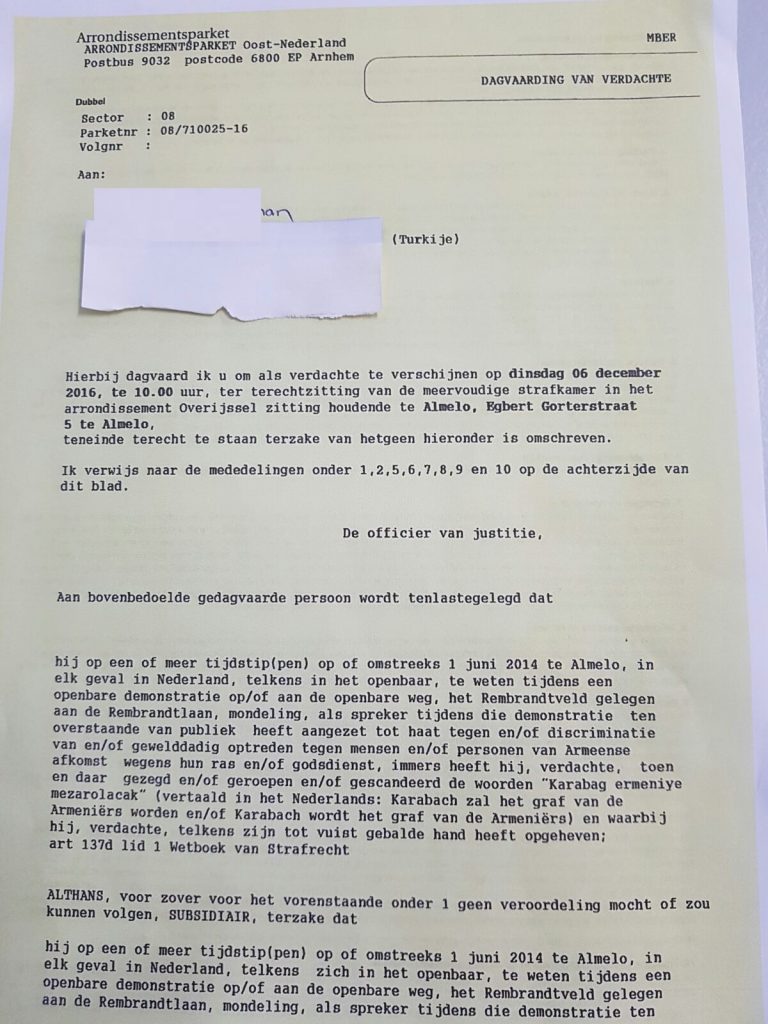 Arrondissementsparket
ARRONDISSEMENTSPARKET Oost-Nederland
Postbus 9032 postcode 6800 EP Arnhem
MBER
DAGVAARDING VAN VERDACHTE
Dubbel
Sector : 08
Parketnr : 08/710025-16
Volgnr :
Aan:
(Turkije)
Hierbij dagvaard ik u om als verdachte te verschijnen op dinsdag 06 december
2016, te 10.00 uur, ter terechtzitting van de meervoudige strafkamer in het
arrondissement Overijssel zitting houdende te Almelo, Egbert Gorterstraat
5 te Almelo,
teneinde terecht te staan terzake van hetgeen hieronder is omschreven.
Ik verwijs naar de mededelingen onder 1,2,5,6,7,8,9 en 10 op de achterzijde van
dit blad.
De officier van justitie,
Aan bovenbedoelde gedagvaarde persoon wordt tenlastegelegd dat
hij op een of meer tijdstip(pen) op of omstreeks 1 juni 2014 te Almelo, in
elk geval in Nederland, telkens in het openbaar, te weten tijdens een
openbare demonstratie op/of aan de openbare weg, het Rembrandtveld gelegen
aan de Rembrandtlaan, mondeling, als spreker tijdens die demonstratie ten
overstaande van publiek heeft aangezet tot haat tegen en/of discriminatie
van en/of gewelddadig optreden tegen mensen en/of personen van Armeense
afkomst wegens hun ras en/of godsdienst, immers heeft hij, verdachte, toen
en daar gezegd en/of geroepen en/of gescandeerd de woorden "Karabag ermeniye
mezarolacak" (vertaald in het Nederlands: Karabach zal het graf van de
Armeniërs worden en/of Karabach wordt het graf van de Armeniërs) en waarbij
hij, verdachte, telkens zijn tot vuist gebalde hand heeft opgeheven;
art 137d lid 1 Wetboek van Strafrecht
ALTHANS, voor zover voor het vorenstaande onder 1 geen veroordeling mocht of zou
kunnen volgen, SUBSIDIAIR, terzake dat
hij op een of meer tijdstip(pen) op of omstreeks 1 juni 2014 te Almelo, in
elk geval in Nederland, telkens zich in het openbaar, te weten tijdens een
openbare demonstratie op/of aan de openbare weg, het Rembrandtveld gelegen
aan de Rembrandtlaan, mondeling, als spreker tijdens die demonstratie ten